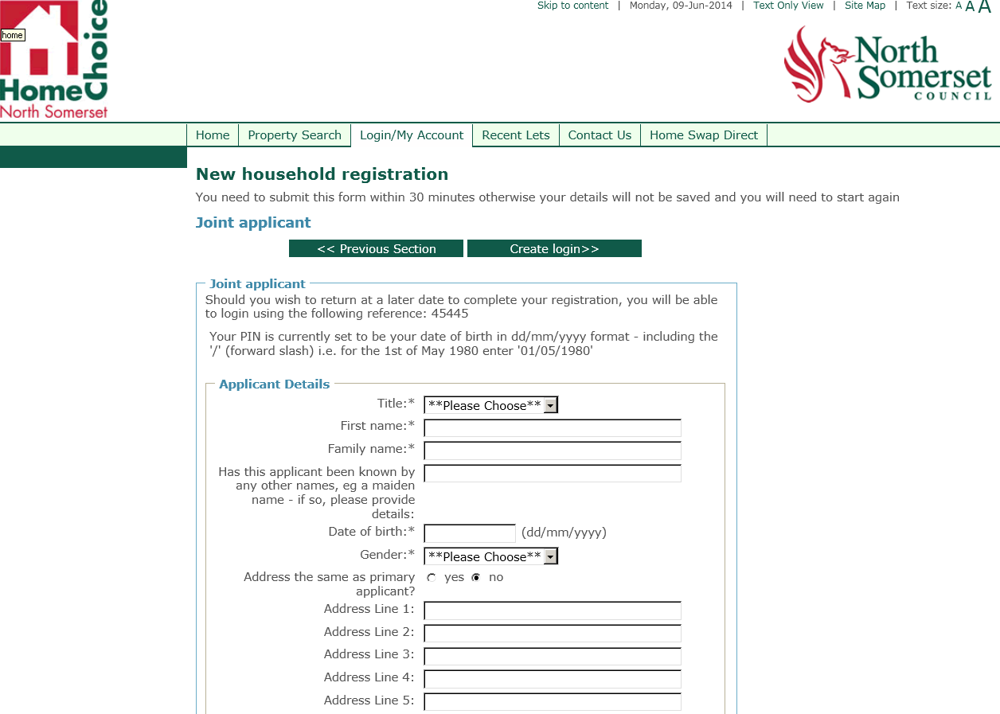 Skip to content | Monday, 09-Jun-2014 | Text Only View | Site Map | Text size: A A A
home
HomeChoice
North Somerset
North
Somerset
COUNCIL
Home Property Search Login/My Account Recent Lets Contact Us Home Swap Direct
New household registration
You need to submit this form within 30 minutes otherwise your details will not be saved and you will need to start again
Joint applicant
<< Previous Section Create login>>
Joint applicant
Should you wish to return at a later date to complete your registration, you will be able
to login using the following reference: 45445
Your PIN is currently set to be your date of birth in dd/mm/yyyy format - including the
'/' (forward slash) i.e. for the 1st of May 1980 enter '01/05/1980'
Applicant Details
Title:* **Please Choose**
First name:*
Family name:*
Has this applicant been known by
any other names, eg a maiden
name - if so, please provide
details:
Date of birth:* (dd/mm/yyyy)
Gender:* **Please Choose**
Address the same as primary yes no
applicant?
Address Line 1:
Address Line 2:
Address Line 3:
Address Line 4:
Address Line 5: